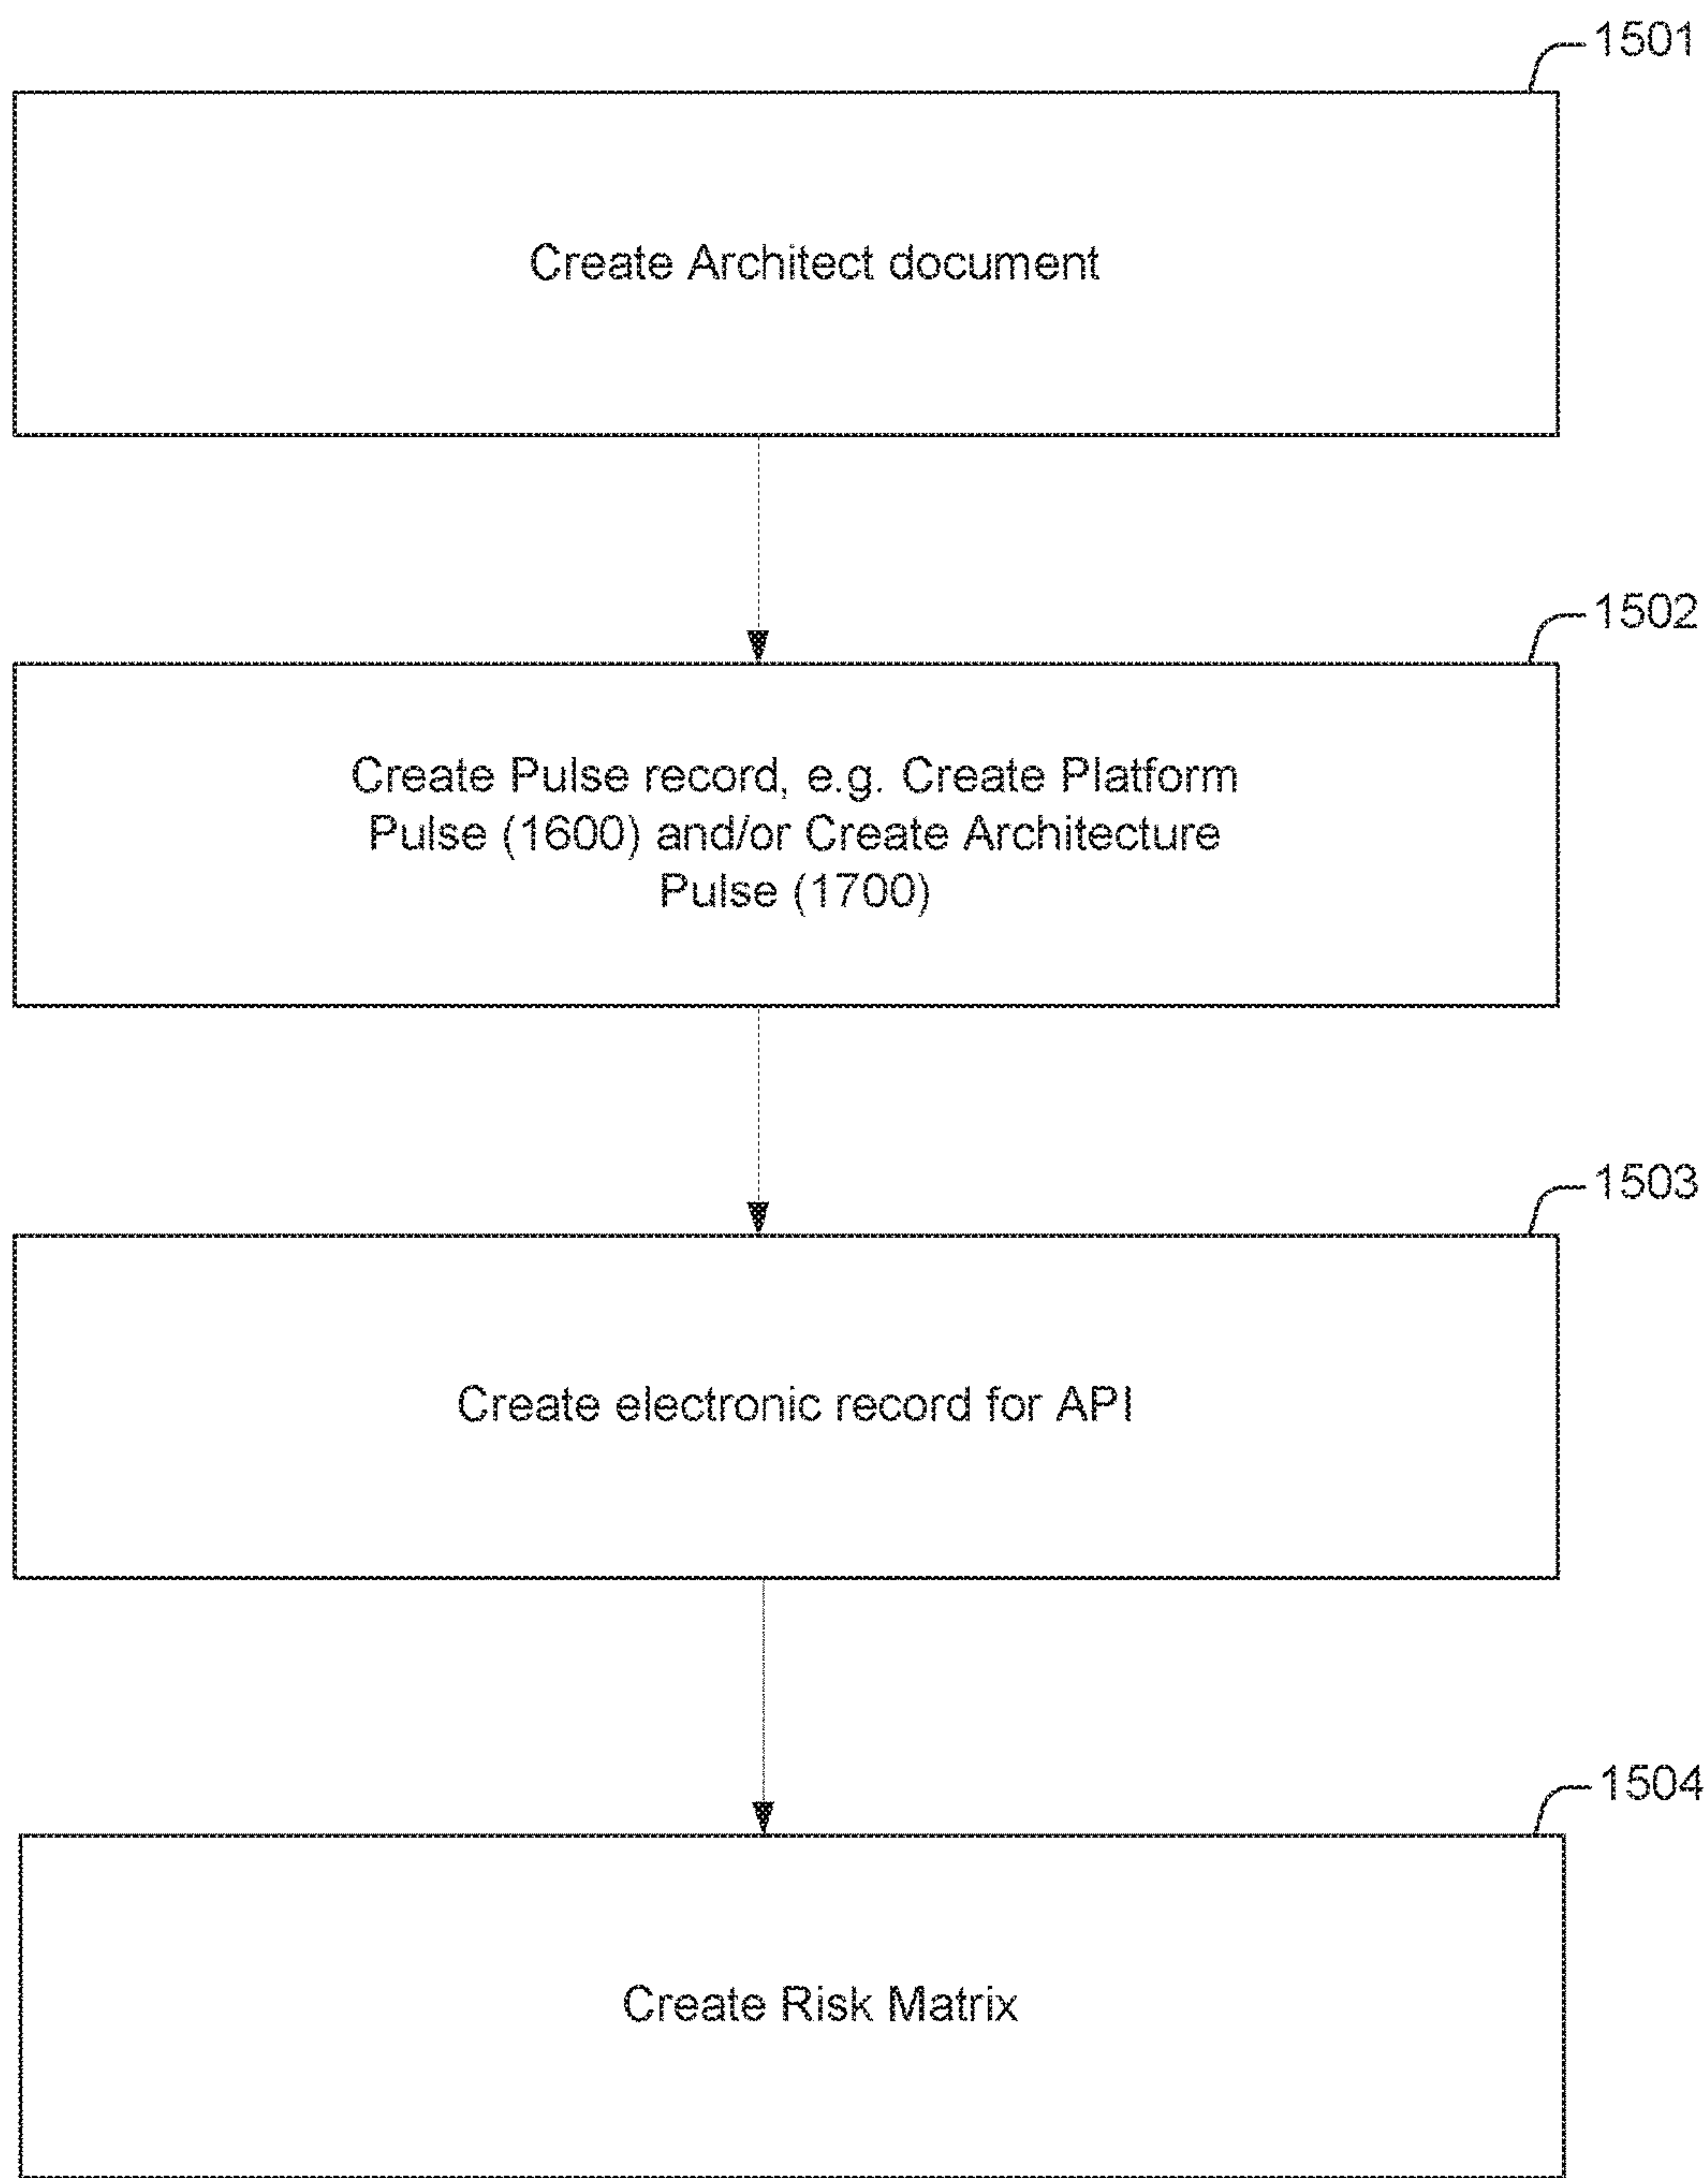 1501
Create Architect document
1502
Create Pulse record, e.g. Create Platform
Pulse (1600) and/or Create Architecture
Pulse (1700)
1503
Create electronic record for API
1504
Create Risk Matrix